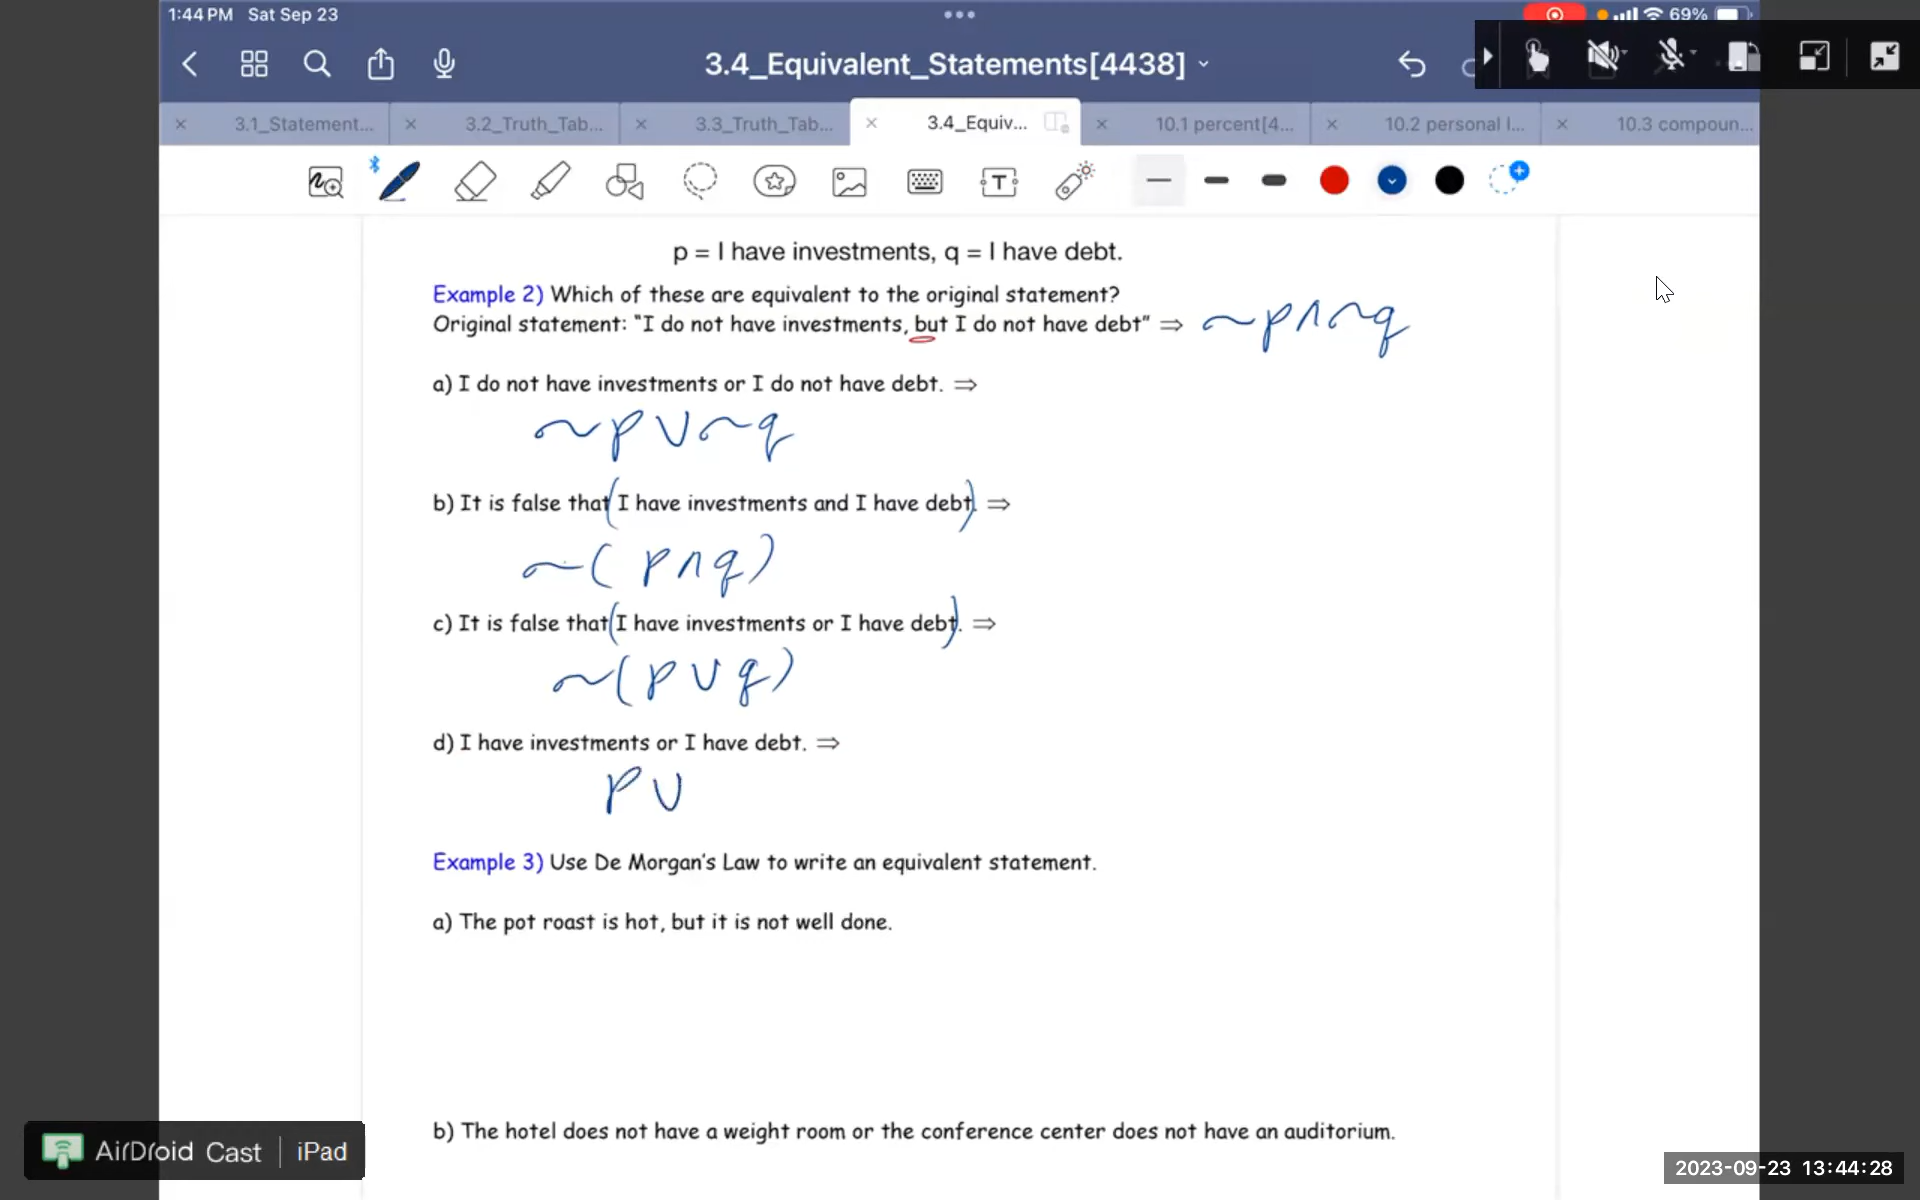 1:44 PM Sat Sep 23
69%
3.4_Equivalent_Statements[4438]
3.1_Statement...
3.2_Truth_Tab...
3.3_Truth_Tab...
3.4_Equiv...
10.1 percent[4...
10.2 personal l...
10.3 compoun...
p = I have investments, q = I have debt.
Example 2) Which of these are equivalent to the original statement?
Original statement: "I do not have investments, but I do not have debt" ⇒ ~p∧~q
a) I do not have investments or I do not have debt. ⇒
~p∨~q
b) It is false that (I have investments and I have debt). ⇒
~(p∧q)
c) It is false that (I have investments or I have debt). ⇒
~(p∨q)
d) I have investments or I have debt. ⇒
p∨
Example 3) Use De Morgan's Law to write an equivalent statement.
a) The pot roast is hot, but it is not well done.
b) The hotel does not have a weight room or the conference center does not have an auditorium.
AirDroid Cast | iPad
2023-09-23 13:44:28